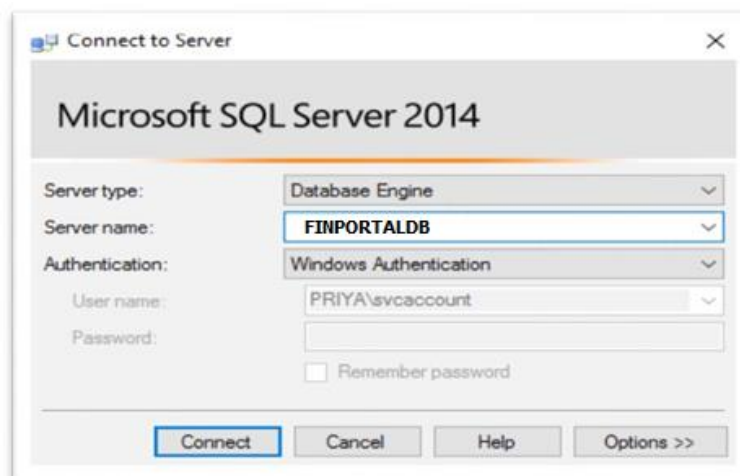 Connect to Server
Microsoft SQL Server 2014
Server type: Database Engine
Server name: FINPORTALDB
Authentication: Windows Authentication
User name: PRIYA\svcaccount
Password:
Remember password
Connect Cancel Help Options >>